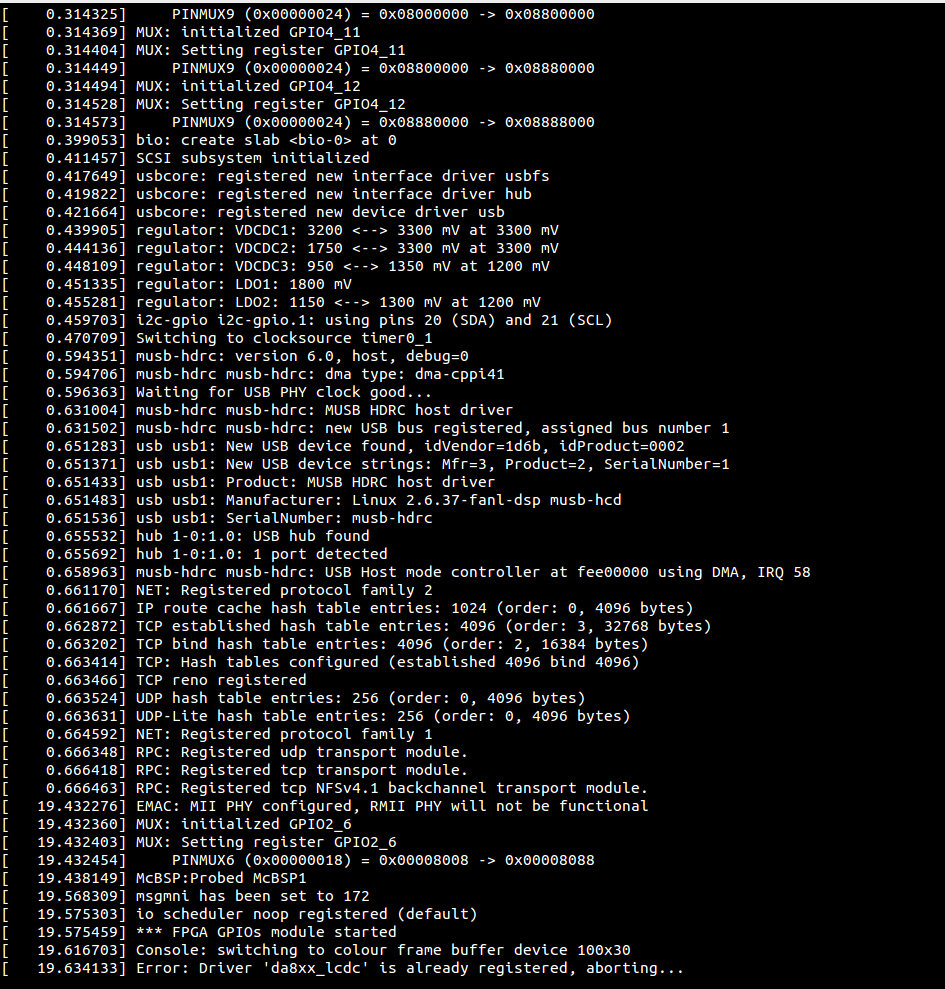 [    0.314325]     PINMUX9 (0x00000024) = 0x08000000 -> 0x08800000
[    0.314369] MUX: initialized GPIO4_11
[    0.314404] MUX: Setting register GPIO4_11
[    0.314449]     PINMUX9 (0x00000024) = 0x08800000 -> 0x08880000
[    0.314494] MUX: initialized GPIO4_12
[    0.314528] MUX: Setting register GPIO4_12
[    0.314573]     PINMUX9 (0x00000024) = 0x08880000 -> 0x08888000
[    0.399053] bio: create slab <bio-0> at 0
[    0.411457] SCSI subsystem initialized
[    0.417649] usbcore: registered new interface driver usbfs
[    0.419822] usbcore: registered new interface driver hub
[    0.421664] usbcore: registered new device driver usb
[    0.439905] regulator: VDCDC1: 3200 <--> 3300 mV at 3300 mV
[    0.444136] regulator: VDCDC2: 1750 <--> 3300 mV at 3300 mV
[    0.448109] regulator: VDCDC3: 950 <--> 1350 mV at 1200 mV
[    0.451335] regulator: LDO1: 1800 mV
[    0.455281] regulator: LDO2: 1150 <--> 1300 mV at 1200 mV
[    0.459703] i2c-gpio i2c-gpio.1: using pins 20 (SDA) and 21 (SCL)
[    0.470709] Switching to clocksource timer0_1
[    0.594351] musb-hdrc: version 6.0, host, debug=0
[    0.594706] musb-hdrc musb-hdrc: dma type: dma-cppi41
[    0.596363] Waiting for USB PHY clock good...
[    0.631004] musb-hdrc musb-hdrc: MUSB HDRC host driver
[    0.631502] musb-hdrc musb-hdrc: new USB bus registered, assigned bus number 1
[    0.651283] usb usb1: New USB device found, idVendor=1d6b, idProduct=0002
[    0.651371] usb usb1: New USB device strings: Mfr=3, Product=2, SerialNumber=1
[    0.651433] usb usb1: Product: MUSB HDRC host driver
[    0.651483] usb usb1: Manufacturer: Linux 2.6.37-fanl-dsp musb-hcd
[    0.651536] usb usb1: SerialNumber: musb-hdrc
[    0.655532] hub 1-0:1.0: USB hub found
[    0.655692] hub 1-0:1.0: 1 port detected
[    0.658963] musb-hdrc musb-hdrc: USB Host mode controller at fee00000 using DMA, IRQ 58
[    0.661170] NET: Registered protocol family 2
[    0.661667] IP route cache hash table entries: 1024 (order: 0, 4096 bytes)
[    0.662872] TCP established hash table entries: 4096 (order: 3, 32768 bytes)
[    0.663202] TCP bind hash table entries: 4096 (order: 2, 16384 bytes)
[    0.663414] TCP: Hash tables configured (established 4096 bind 4096)
[    0.663466] TCP reno registered
[    0.663524] UDP hash table entries: 256 (order: 0, 4096 bytes)
[    0.663631] UDP-Lite hash table entries: 256 (order: 0, 4096 bytes)
[    0.664592] NET: Registered protocol family 1
[    0.666348] RPC: Registered udp transport module.
[    0.666418] RPC: Registered tcp transport module.
[    0.666463] RPC: Registered tcp NFSv4.1 backchannel transport module.
[   19.432276] EMAC: MII PHY configured, RMII PHY will not be functional
[   19.432360] MUX: initialized GPIO2_6
[   19.432403] MUX: Setting register GPIO2_6
[   19.432454]     PINMUX6 (0x00000018) = 0x00008008 -> 0x00008088
[   19.438149] McBSP:Probed McBSP1
[   19.568309] msgmni has been set to 172
[   19.575303] io scheduler noop registered (default)
[   19.575459] *** FPGA GPIOs module started
[   19.616703] Console: switching to colour frame buffer device 100x30
[   19.634133] Error: Driver 'da8xx_lcdc' is already registered, aborting...